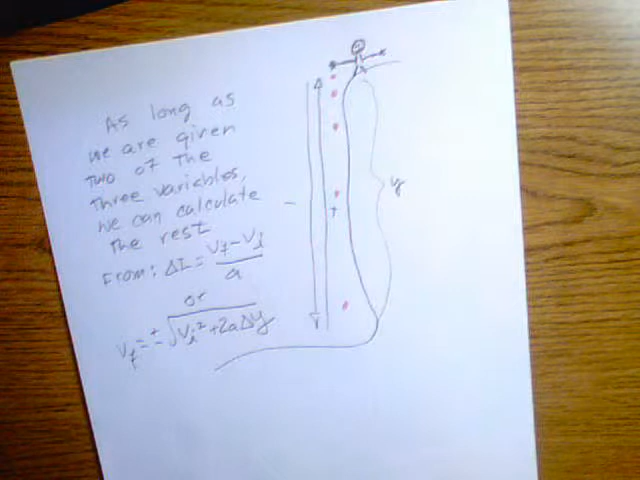 As long as
we are given
two of the
three variables,
we can calculate
the rest
From: ΔT = Vf - Vi / a
or
Vf = ± √Vi² + 2aΔy
y